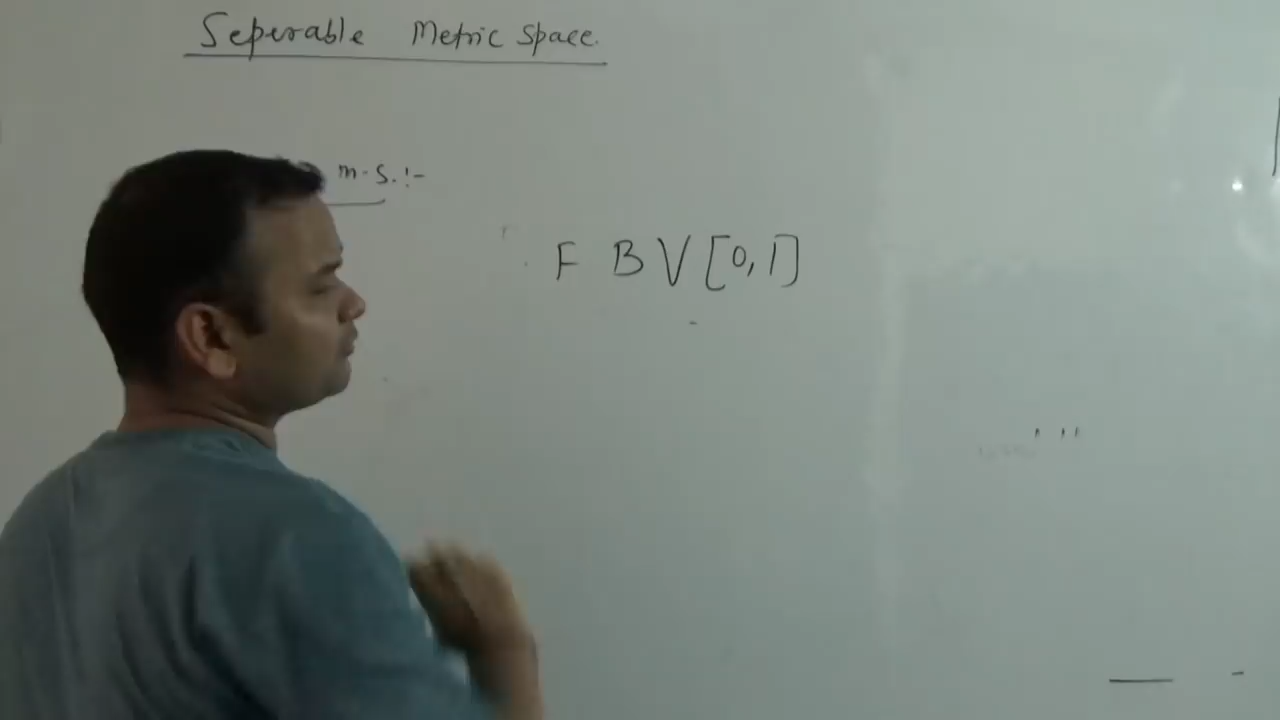 Seperable Metric Space.
m.s.:-
F B V [0,1]